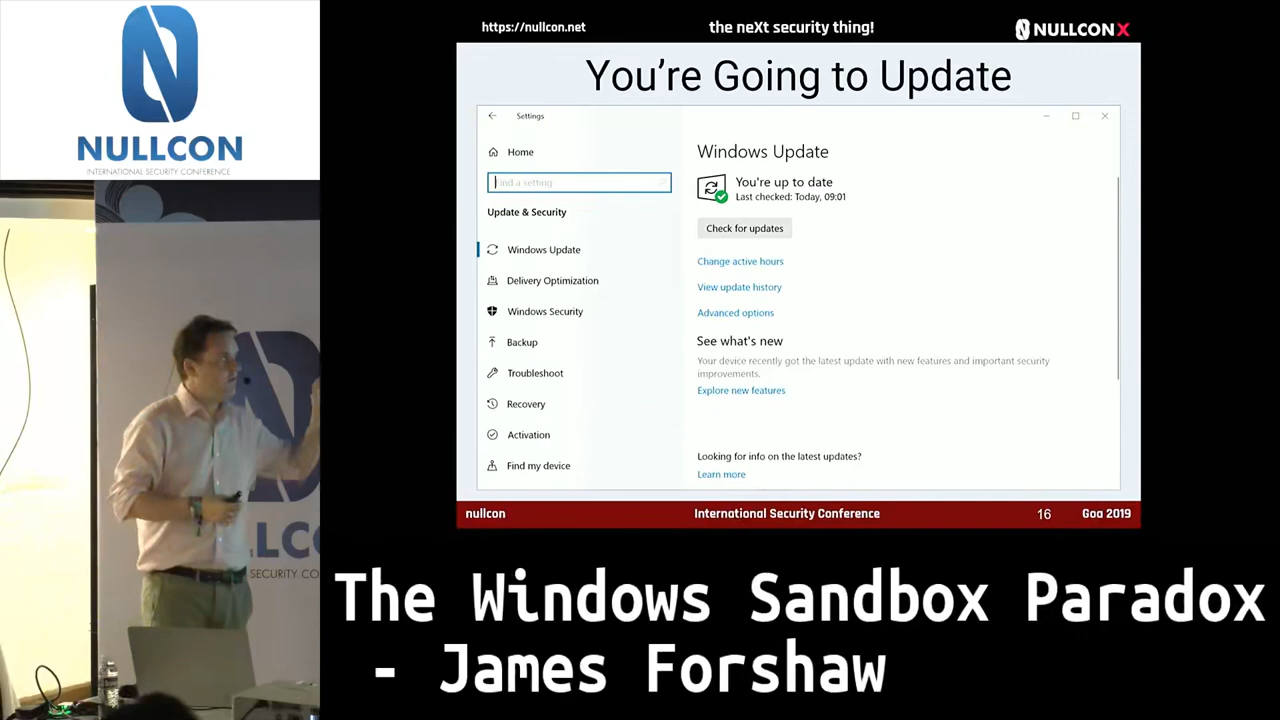 NULLCON
INTERNATIONAL SECURITY CONFERENCE
https://nullcon.net
the neXt security thing!
NULLCON X
You're Going to Update
Settings
Home
Find a setting
Update & Security
Windows Update
Delivery Optimization
Windows Security
Backup
Troubleshoot
Recovery
Activation
Find my device
Windows Update
You're up to date
Last checked: Today, 09:01
Check for updates
Change active hours
View update history
Advanced options
See what's new
Your device recently got the latest update with new features and important security
improvements.
Explore new features
Looking for info on the latest updates?
Learn more
nullcon
International Security Conference
16
Goa 2019
LCO
SECURITY CO
The Windows Sandbox Paradox
- James Forshaw